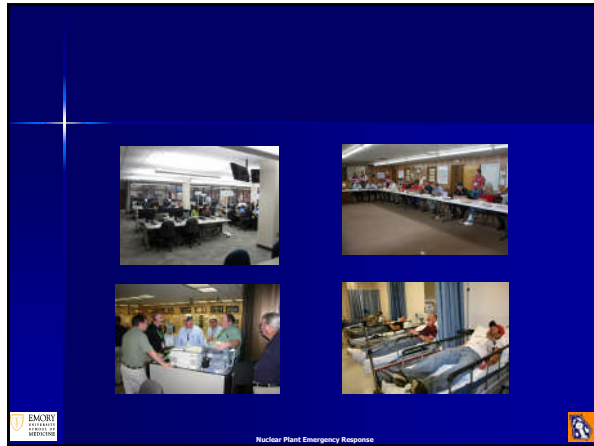 EMORY
UNIVERSITY
SCHOOL OF
MEDICINE
Nuclear Plant Emergency Response